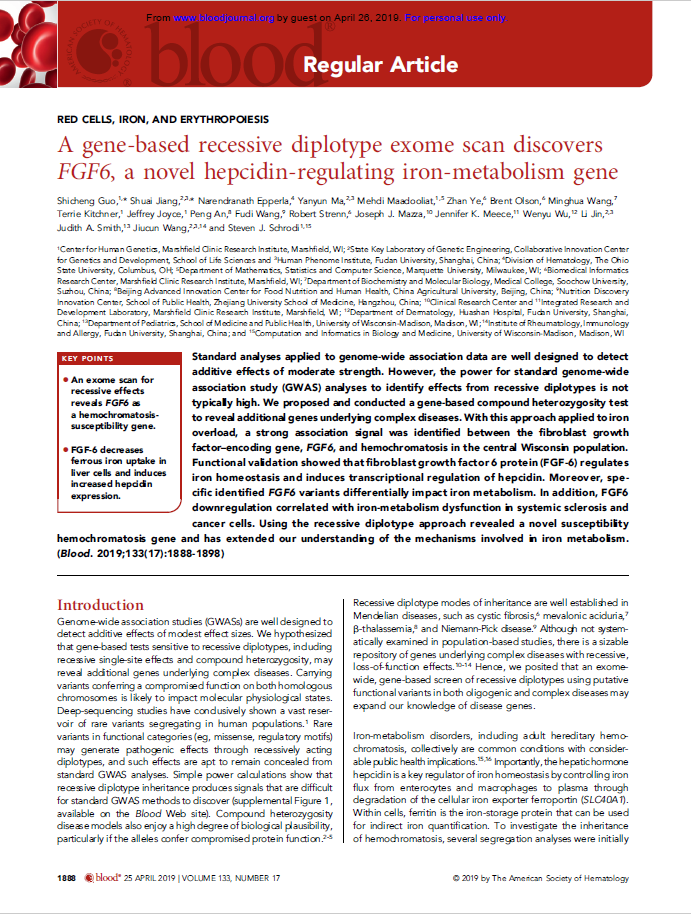 From www.bloodjournal.org by guest on April 26, 2019. For personal use only.
blood®
Regular Article
RED CELLS, IRON, AND ERYTHROPOIESIS
A gene-based recessive diplotype exome scan discovers
FGF6, a novel hepcidin-regulating iron-metabolism gene
Shicheng Guo,1,* Shuai Jiang,2,3,* Narendranath Epperla,4 Yanyun Ma,2,3 Mehdi Maadooliat,1,5 Zhan Ye,6 Brent Olson,6 Minghua Wang,7
Terrie Kitchner,1 Jeffrey Joyce,1 Peng An,8 Fudi Wang,9 Robert Strenn,6 Joseph J. Mazza,10 Jennifer K. Meece,11 Wenyu Wu,12 Li Jin,2,3
Judith A. Smith,13 Jiucun Wang,2,3,14 and Steven J. Schrodi1,15
1Center for Human Genetics, Marshfield Clinic Research Institute, Marshfield, WI; 2State Key Laboratory of Genetic Engineering, Collaborative Innovation Center
for Genetics and Development, School of Life Sciences and 3Human Phenome Institute, Fudan University, Shanghai, China; 4Division of Hematology, The Ohio
State University, Columbus, OH; 5Department of Mathematics, Statistics and Computer Science, Marquette University, Milwaukee, WI; 6Biomedical Informatics
Research Center, Marshfield Clinic Research Institute, Marshfield, WI; 7Department of Biochemistry and Molecular Biology, Medical College, Soochow University,
Suzhou, China; 8Beijing Advanced Innovation Center for Food Nutrition and Human Health, China Agricultural University, Beijing, China; 9Nutrition Discovery
Innovation Center, School of Public Health, Zhejiang University School of Medicine, Hangzhou, China; 10Clinical Research Center and 11Integrated Research and
Development Laboratory, Marshfield Clinic Research Institute, Marshfield, WI; 12Department of Dermatology, Huashan Hospital, Fudan University, Shanghai,
China; 13Department of Pediatrics, School of Medicine and Public Health, University of Wisconsin-Madison, Madison, WI; 14Institute of Rheumatology, Immunology
and Allergy, Fudan University, Shanghai, China; and 15Computation and Informatics in Biology and Medicine, University of Wisconsin-Madison, Madison, WI
KEY POINTS
● An exome scan for
recessive effects
reveals FGF6 as
a hemochromatosis-
susceptibility gene.
● FGF-6 decreases
ferrous iron uptake in
liver cells and induces
increased hepcidin
expression.
Standard analyses applied to genome-wide association data are well designed to detect
additive effects of moderate strength. However, the power for standard genome-wide
association study (GWAS) analyses to identify effects from recessive diplotypes is not
typically high. We proposed and conducted a gene-based compound heterozygosity test
to reveal additional genes underlying complex diseases. With this approach applied to iron
overload, a strong association signal was identified between the fibroblast growth
factor–encoding gene, FGF6, and hemochromatosis in the central Wisconsin population.
Functional validation showed that fibroblast growth factor 6 protein (FGF-6) regulates
iron homeostasis and induces transcriptional regulation of hepcidin. Moreover, spe-
cific identified FGF6 variants differentially impact iron metabolism. In addition, FGF6
downregulation correlated with iron-metabolism dysfunction in systemic sclerosis and
cancer cells. Using the recessive diplotype approach revealed a novel susceptibility
hemochromatosis gene and has extended our understanding of the mechanisms involved in iron metabolism.
(Blood. 2019;133(17):1888-1898)
Introduction
Genome-wide association studies (GWASs) are well designed to
detect additive effects of modest effect sizes. We hypothesized
that gene-based tests sensitive to recessive diplotypes, including
recessive single-site effects and compound heterozygosity, may
reveal additional genes underlying complex diseases. Carrying
variants conferring a compromised function on both homologous
chromosomes is likely to impact molecular physiological states.
Deep-sequencing studies have conclusively shown a vast reser-
voir of rare variants segregating in human populations.1 Rare
variants in functional categories (eg, missense, regulatory motifs)
may generate pathogenic effects through recessively acting
diplotypes, and such effects are apt to remain concealed from
standard GWAS analyses. Simple power calculations show that
recessive diplotype inheritance produces signals that are difficult
for standard GWAS methods to discover (supplemental Figure 1,
available on the Blood Web site). Compound heterozygosity
disease models also enjoy a high degree of biological plausibility,
particularly if the alleles confer compromised protein function.2-5
Recessive diplotype modes of inheritance are well established in
Mendelian diseases, such as cystic fibrosis,6 mevalonic aciduria,7
β-thalassemia,8 and Niemann-Pick disease.9 Although not system-
atically examined in population-based studies, there is a sizable
repository of genes underlying complex diseases with recessive,
loss-of-function effects.10-14 Hence, we posited that an exome-
wide, gene-based screen of recessive diplotypes using putative
functional variants in both oligogenic and complex diseases may
expand our knowledge of disease genes.
Iron-metabolism disorders, including adult hereditary hemo-
chromatosis, collectively are common conditions with consider-
able public health implications.15,16 Importantly, the hepatic hormone
hepcidin is a key regulator of iron homeostasis by controlling iron
flux from enterocytes and macrophages to plasma through
degradation of the cellular iron exporter ferroportin (SLC40A1).
Within cells, ferritin is the iron-storage protein that can be used
for indirect iron quantification. To investigate the inheritance
of hemochromatosis, several segregation analyses were initially
1888 blood® 25 APRIL 2019 | VOLUME 133, NUMBER 17
© 2019 by The American Society of Hematology